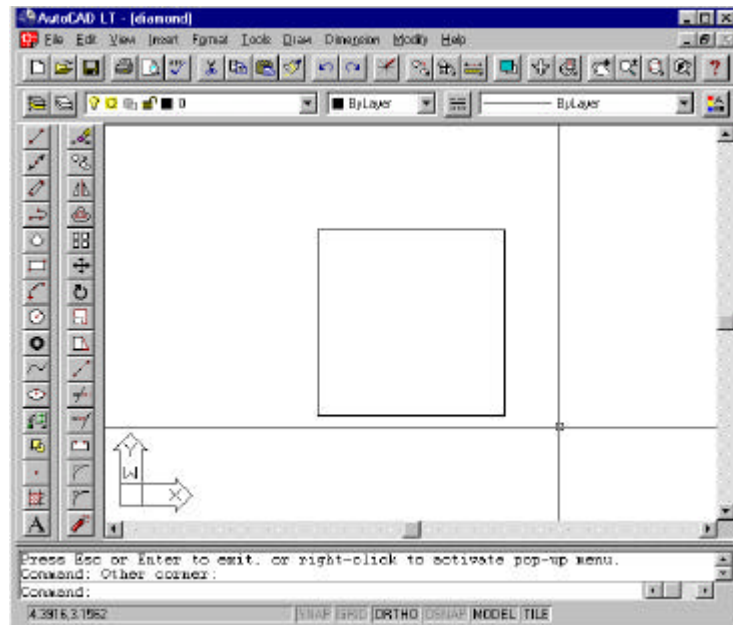 AutoCAD LT - [diamond]
File Edit View Insert Format Tools Draw Dimension Modify Help
?
0 ByLayer ByLayer
A
Y
W
X
Press Esc or Enter to exit, or right-click to activate pop-up menu.
Command: Other corner:
Command:
4.3916,3.1962 SNAP GRID ORTHO OSNAP MODEL TILE